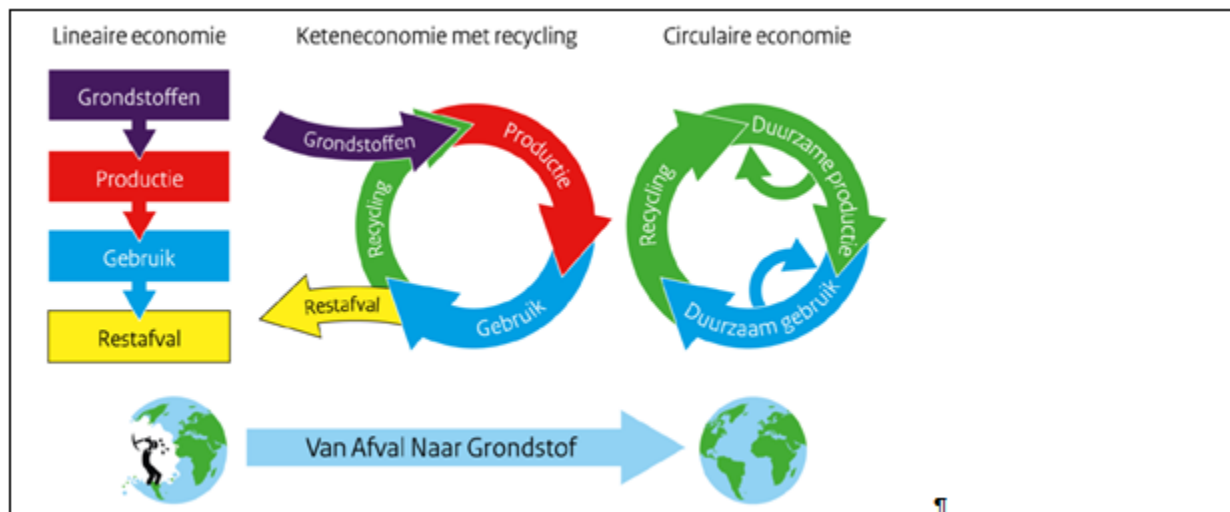 Lineaire economie
Grondstoffen
Productie
Gebruik
Restafval
Keteneconomie met recycling
Grondstoffen
Productie
Gebruik
Recycling
Restafval
Circulaire economie
Duurzame productie
Duurzaam gebruik
Recycling
Van Afval Naar Grondstof
¶